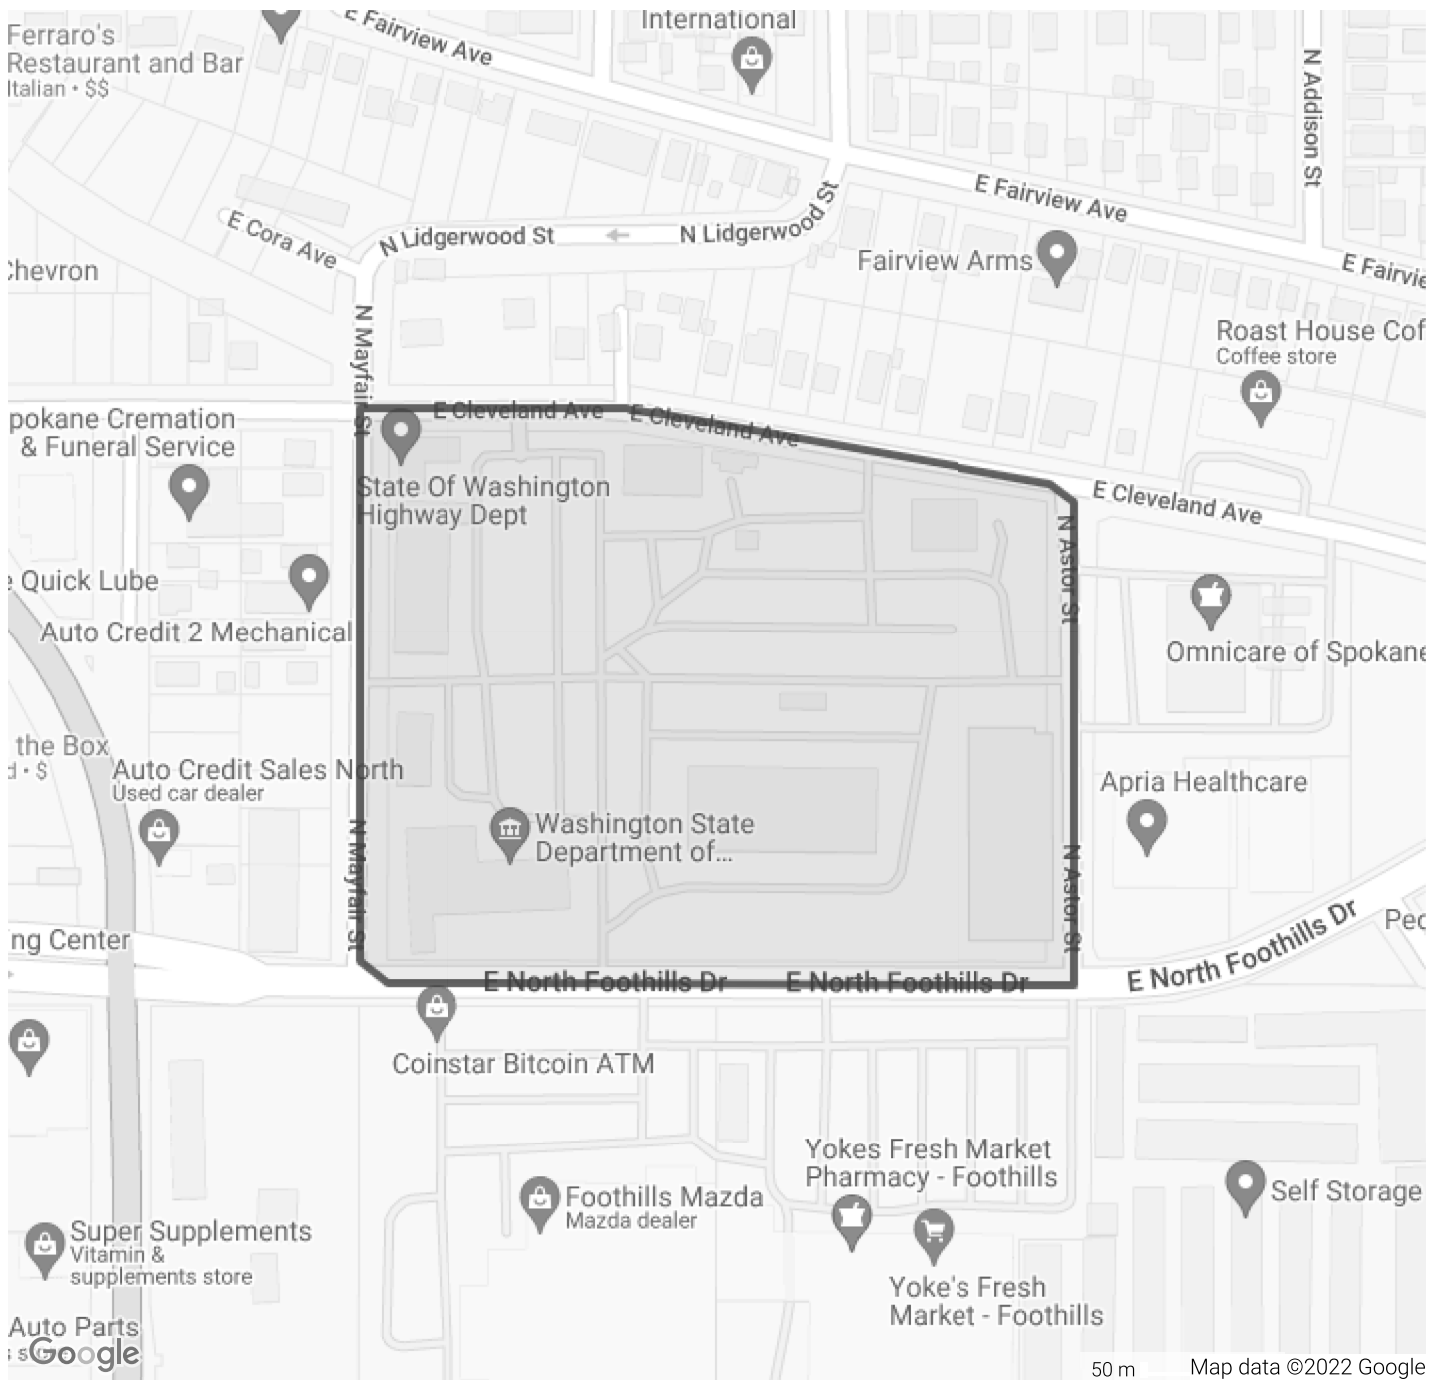 International
E Fairview Ave
Ferraro's
Restaurant and Bar
Italian • $$
N Addison St
E Fairview Ave
E Cora Ave
N Lidgerwood St
N Lidgerwood St
Fairview Arms
E Fairvie
Chevron
N Mayfair St
Roast House Cof
Coffee store
E Cleveland Ave
E Cleveland Ave
pokane Cremation
& Funeral Service
State Of Washington
Highway Dept
E Cleveland Ave
N Astor St
e Quick Lube
Auto Credit 2 Mechanical
Omnicare of Spokane
the Box
d • $
Auto Credit Sales North
Used car dealer
Apria Healthcare
Washington State
Department of...
N Mayfair St
N Astor St
ng Center
E North Foothills Dr
E North Foothills Dr
E North Foothills Dr
Pec
Coinstar Bitcoin ATM
Yokes Fresh Market
Pharmacy - Foothills
Foothills Mazda
Mazda dealer
Self Storage
Super Supplements
Vitamin &
supplements store
Yoke's Fresh
Market - Foothills
Auto Parts
Google
50 m
Map data ©2022 Google